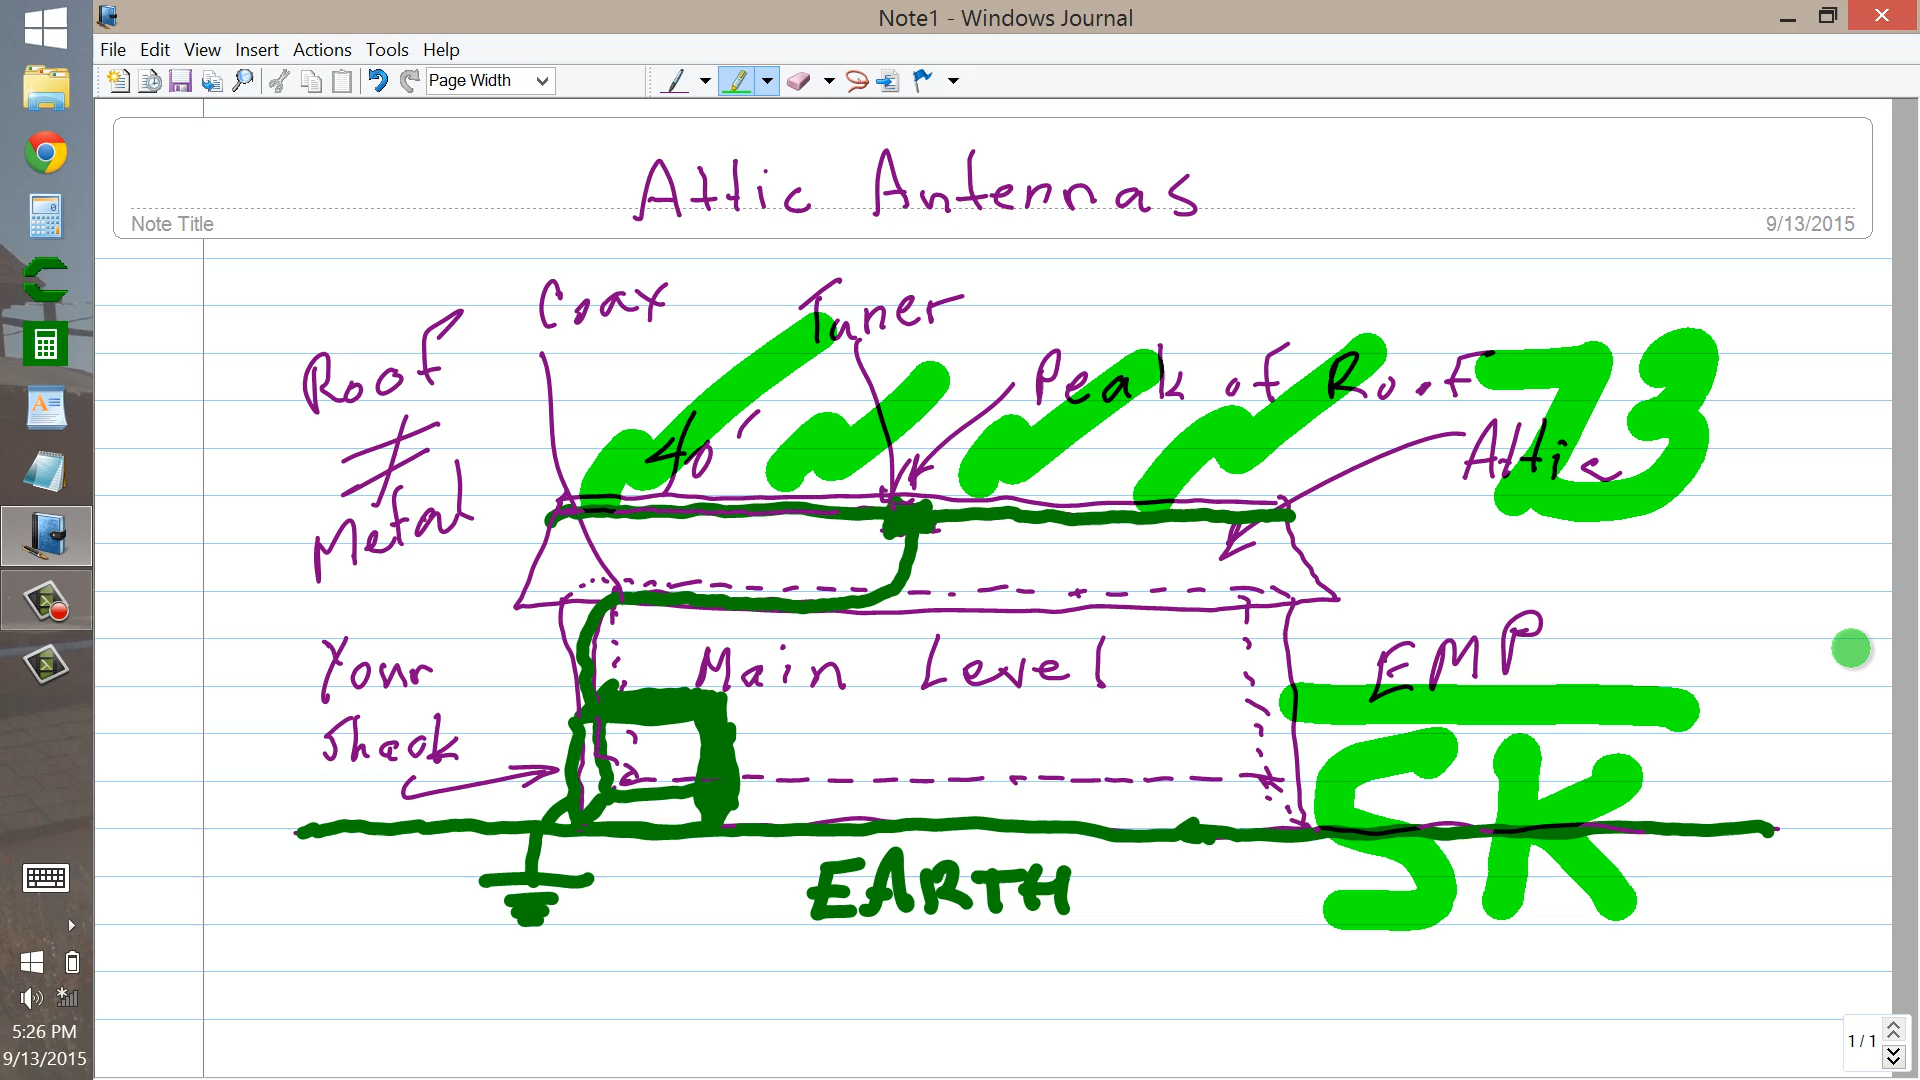 Note1 - Windows Journal
File Edit View Insert Actions Tools Help
Page Width
Attic Antennas
Note Title
9/13/2015
Coax
Tuner
Roof
≠
Metal
40'
Peak of Roof
73
Attic
Your
Shack
Main Level
EMP
SK
EARTH
5:26 PM
9/13/2015
1 / 1